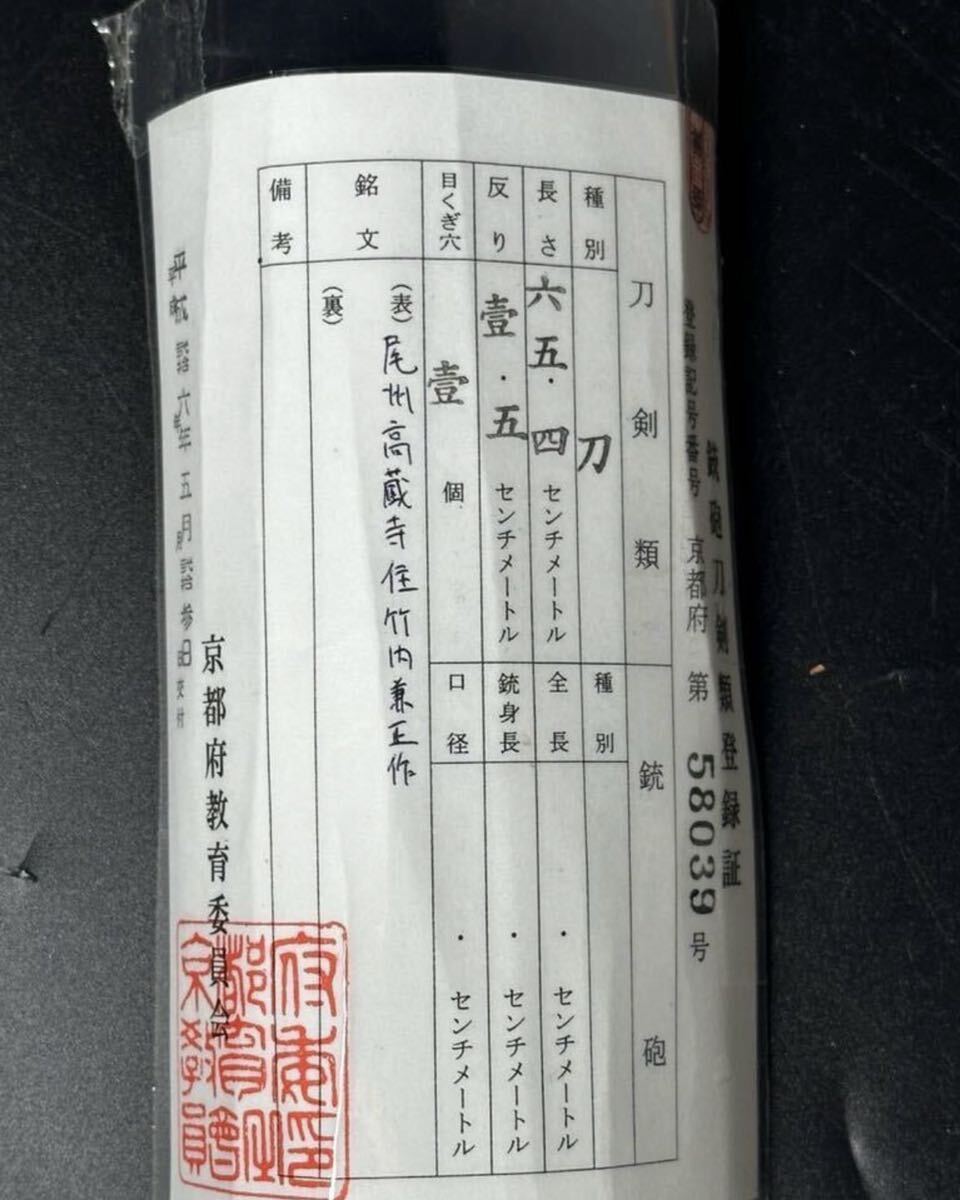 銃砲刀剣類登録証
登録記号番号 京都府 第 58039 号
刀剣類
種別 刀
長さ 六五.四 センチメートル
反り 壹.五 センチメートル
目くぎ穴 壹 個
銘文
(表) 尾州高蔵寺住竹内兼正作
(裏)
備考
銃砲
種別
全長 . センチメートル
銃身長 . センチメートル
口径 . センチメートル
平成 六年 五月 参日交付
京都府教育委員会